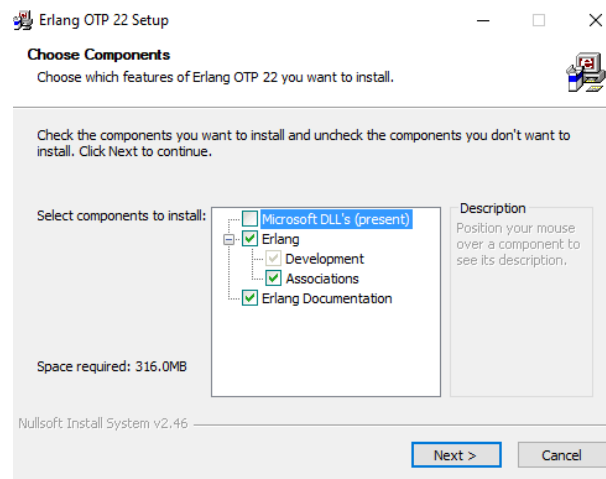 Erlang OTP 22 Setup
Choose Components
Choose which features of Erlang OTP 22 you want to install.
Check the components you want to install and uncheck the components you don't want to
install. Click Next to continue.
Select components to install:
Microsoft DLL's (present)
Erlang
Development
Associations
Erlang Documentation
Description
Position your mouse
over a component to
see its description.
Space required: 316.0MB
Nullsoft Install System v2.46
Next >
Cancel